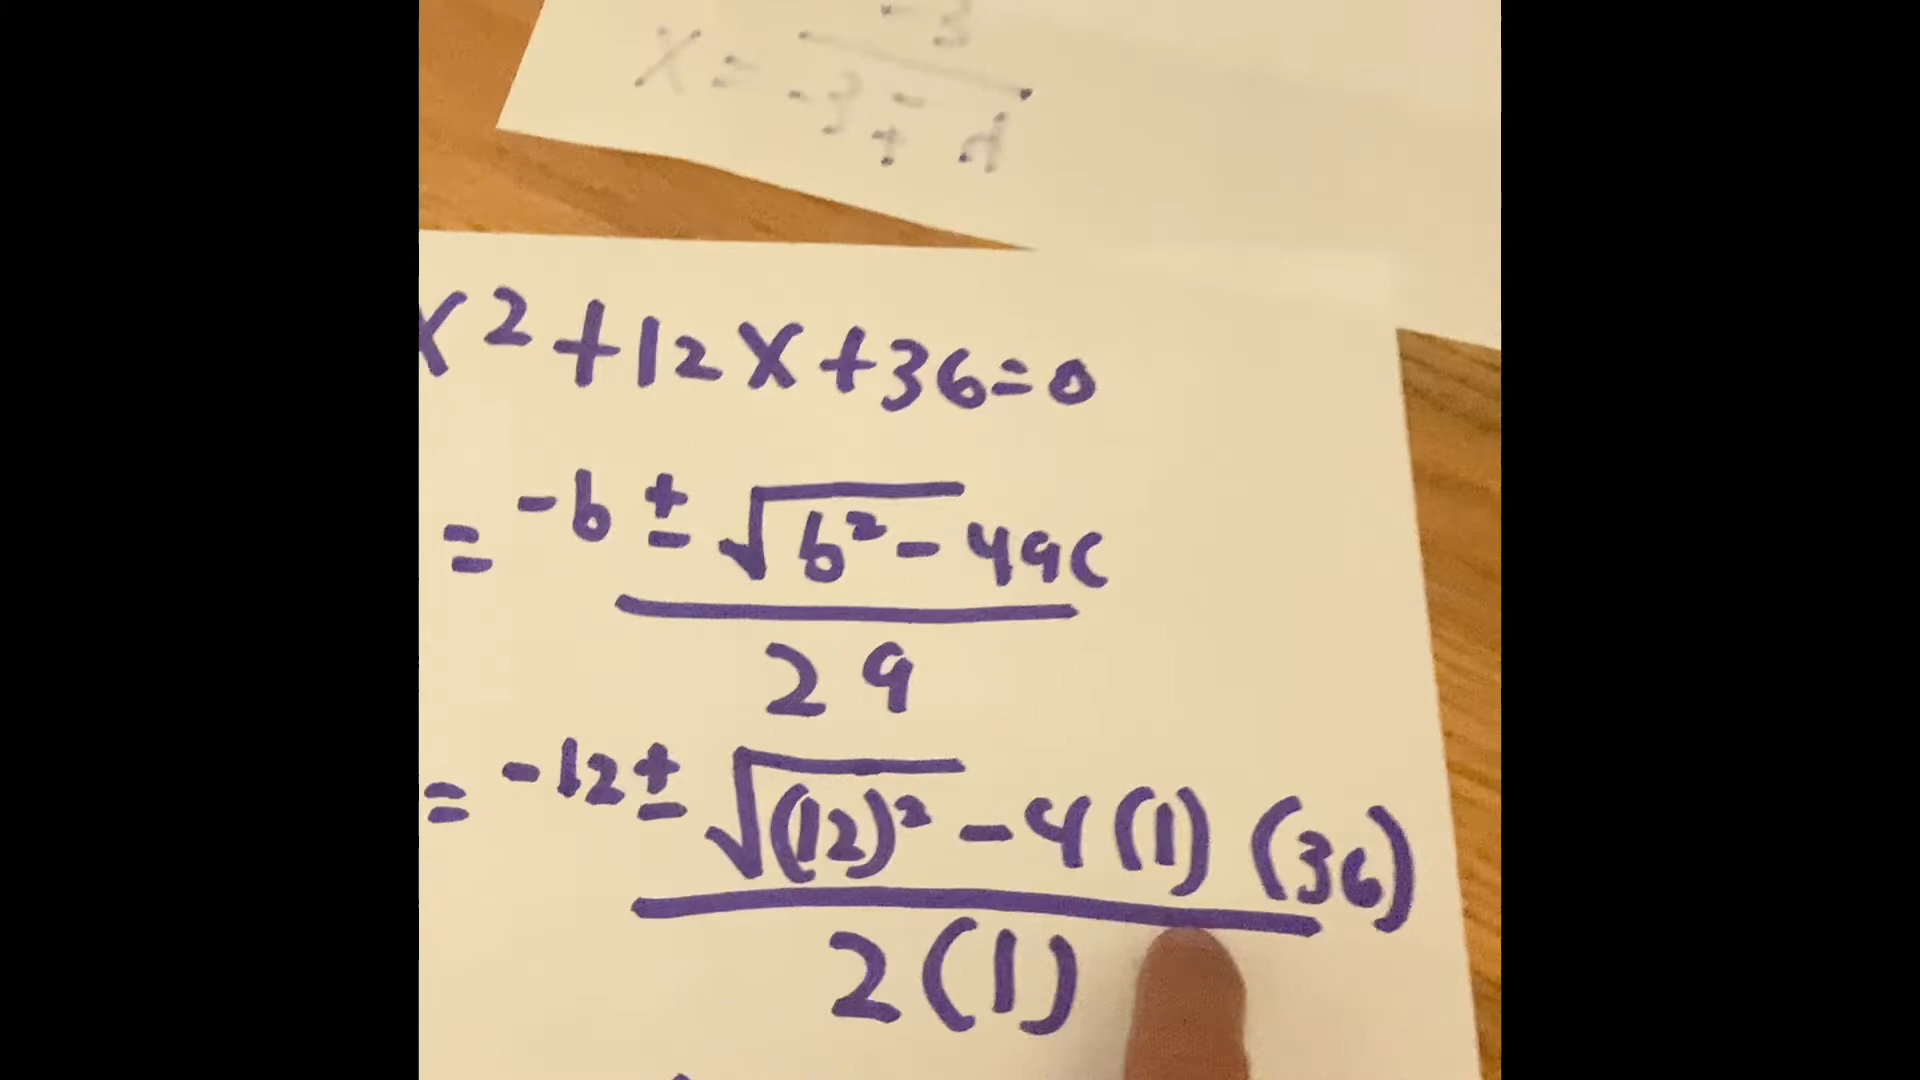 x² + 12x + 36 = 0
= -b ± √b² - 4ac
2a
= -12 ± √(12)² - 4(1)(36)
2(1)